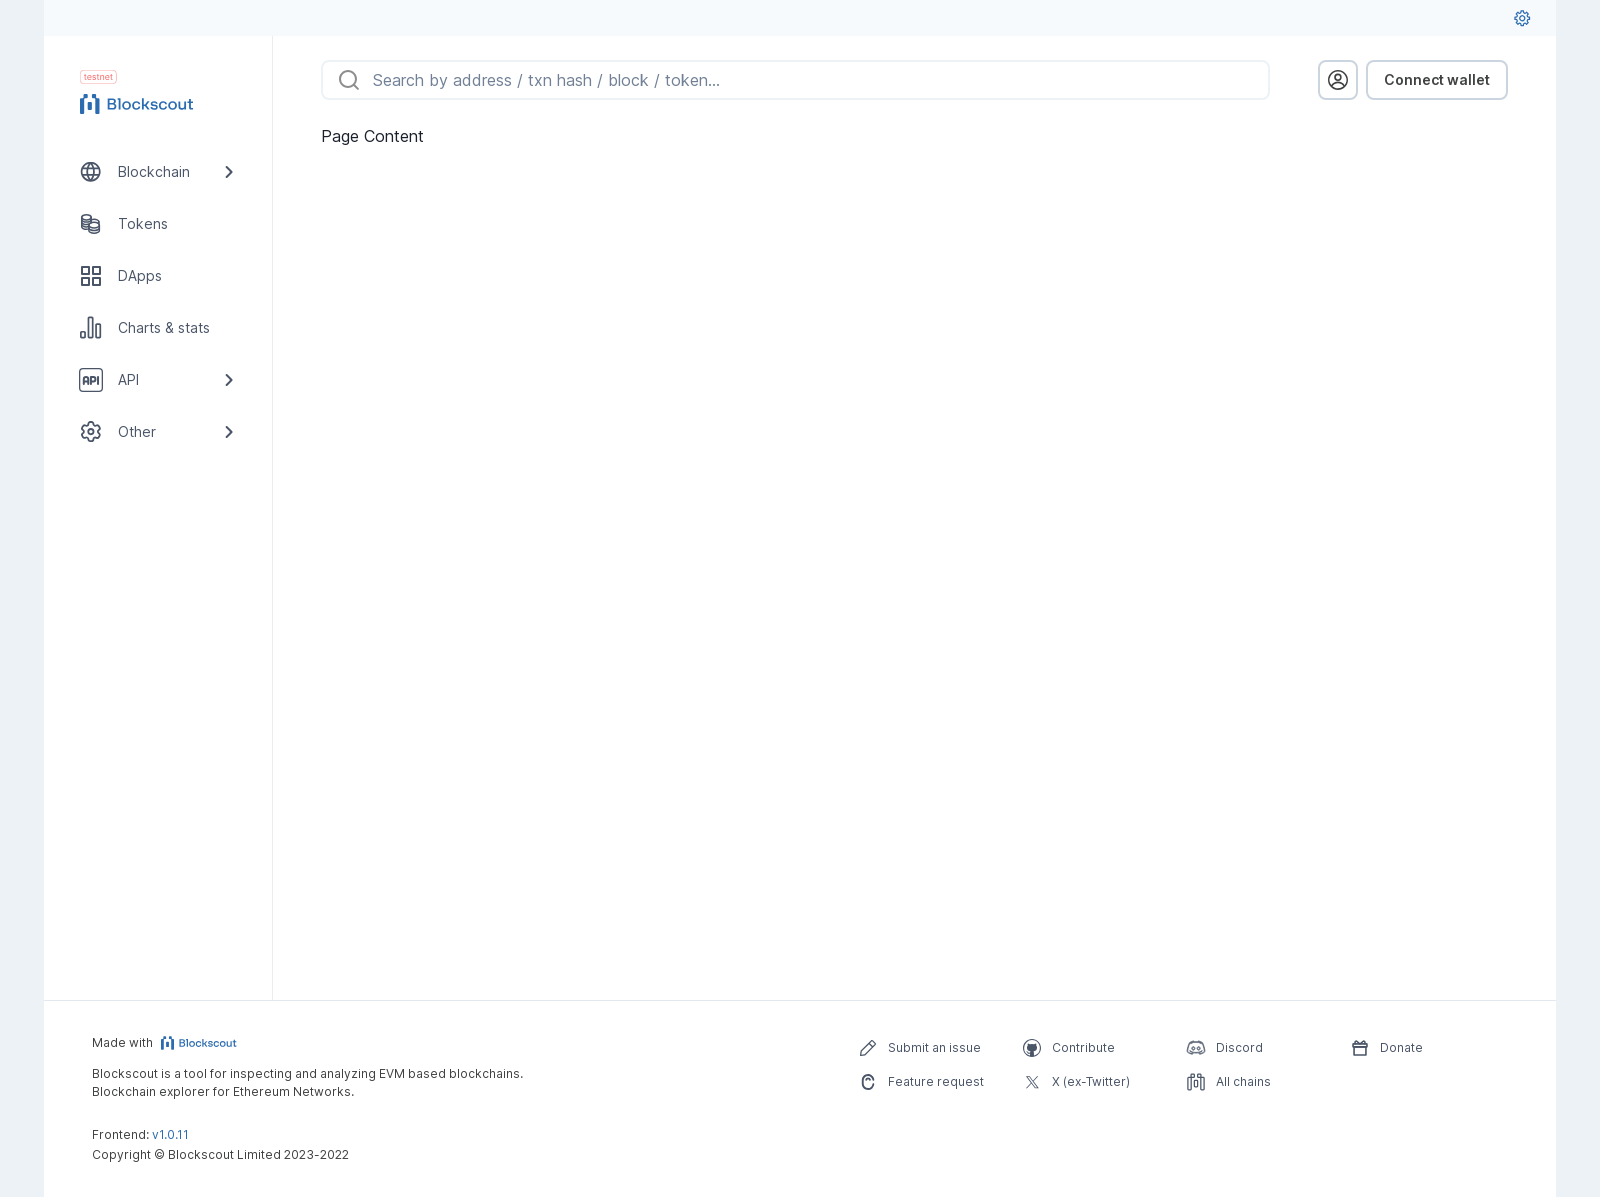 testnet
Blockscout
Search by address / txn hash / block / token...
Connect wallet
Page Content
Blockchain
Tokens
DApps
Charts & stats
API
API
Other
Made with Blockscout
Blockscout is a tool for inspecting and analyzing EVM based blockchains.
Blockchain explorer for Ethereum Networks.
Frontend: v1.0.11
Copyright © Blockscout Limited 2023-2022
Submit an issue
Contribute
Discord
Donate
Feature request
X (ex-Twitter)
All chains